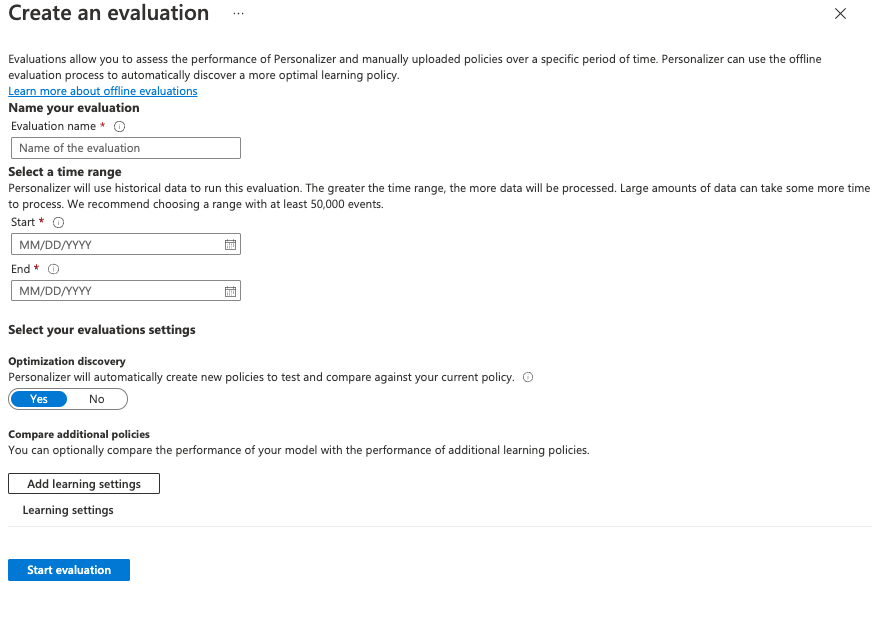 Create an evaluation ...
Evaluations allow you to assess the performance of Personalizer and manually uploaded policies over a specific period of time. Personalizer can use the offline
evaluation process to automatically discover a more optimal learning policy.
Learn more about offline evaluations
Name your evaluation
Evaluation name *
Name of the evaluation
Select a time range
Personalizer will use historical data to run this evaluation. The greater the time range, the more data will be processed. Large amounts of data can take some more time
to process. We recommend choosing a range with at least 50,000 events.
Start *
MM/DD/YYYY
End *
MM/DD/YYYY
Select your evaluations settings
Optimization discovery
Personalizer will automatically create new policies to test and compare against your current policy.
Yes No
Compare additional policies
You can optionally compare the performance of your model with the performance of additional learning policies.
Add learning settings
Learning settings
Start evaluation